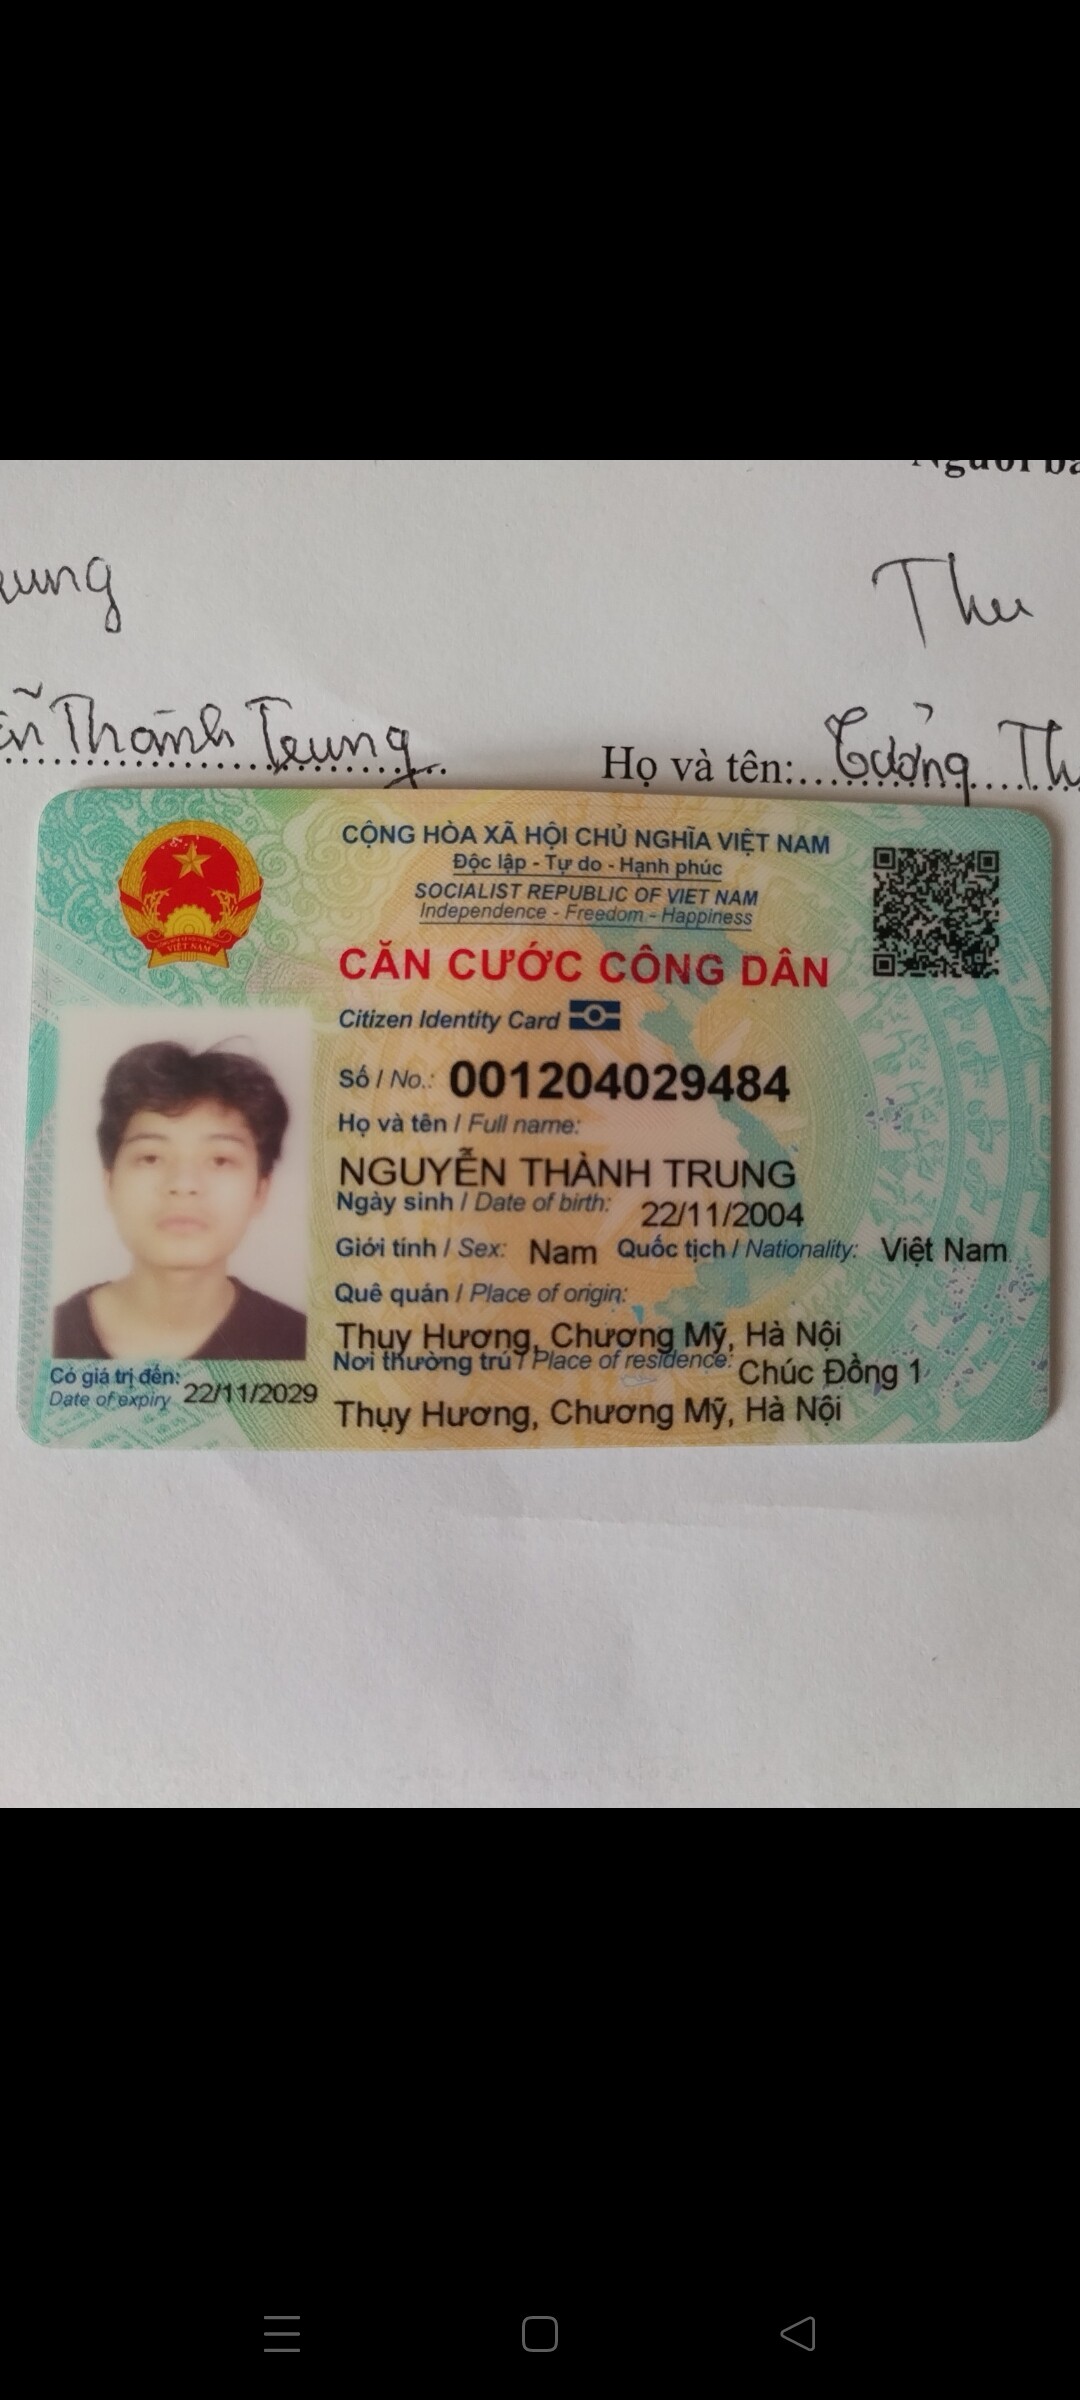 Thu
Thành Trung
Họ và tên:
CỘNG HÒA XÃ HỘI CHỦ NGHĨA VIỆT NAM
Độc lập - Tự do - Hạnh phúc
SOCIALIST REPUBLIC OF VIET NAM
Independence - Freedom - Happiness
VIỆT NAM
CĂN CƯỚC CÔNG DÂN
Citizen Identity Card
Số / No.: 001204029484
Họ và tên / Full name:
NGUYỄN THÀNH TRUNG
Ngày sinh / Date of birth: 22/11/2004
Giới tính / Sex: Nam Quốc tịch / Nationality: Việt Nam
Quê quán / Place of origin:
Thụy Hương, Chương Mỹ, Hà Nội
Nơi thường trú / Place of residence: Chúc Đồng 1
Thụy Hương, Chương Mỹ, Hà Nội
Có giá trị đến: 22/11/2029
Date of expiry